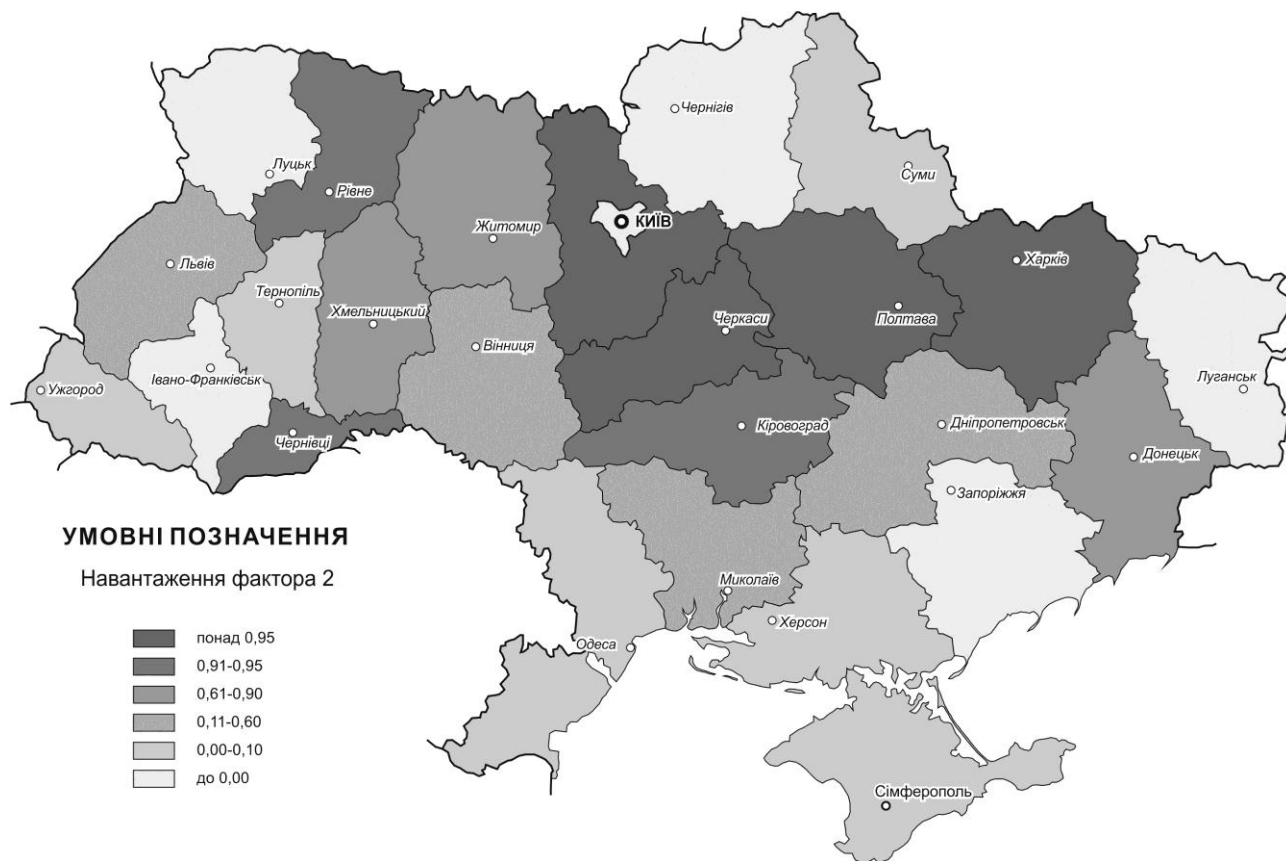 Чернігів
Суми
Луцьк
Рівне
КИЇВ
Житомир
Львів
Харків
Тернопіль
Хмельницький
Черкаси
Полтава
Вінниця
Івано-Франківськ
Ужгород
Луганськ
Чернівці
Кіровоград
Дніпропетровськ
Донецьк
Запоріжжя
УМОВНІ ПОЗНАЧЕННЯ
Навантаження фактора 2
понад 0,95
0,91-0,95
0,61-0,90
0,11-0,60
0,00-0,10
до 0,00
Миколаїв
Херсон
Одеса
Сімферополь